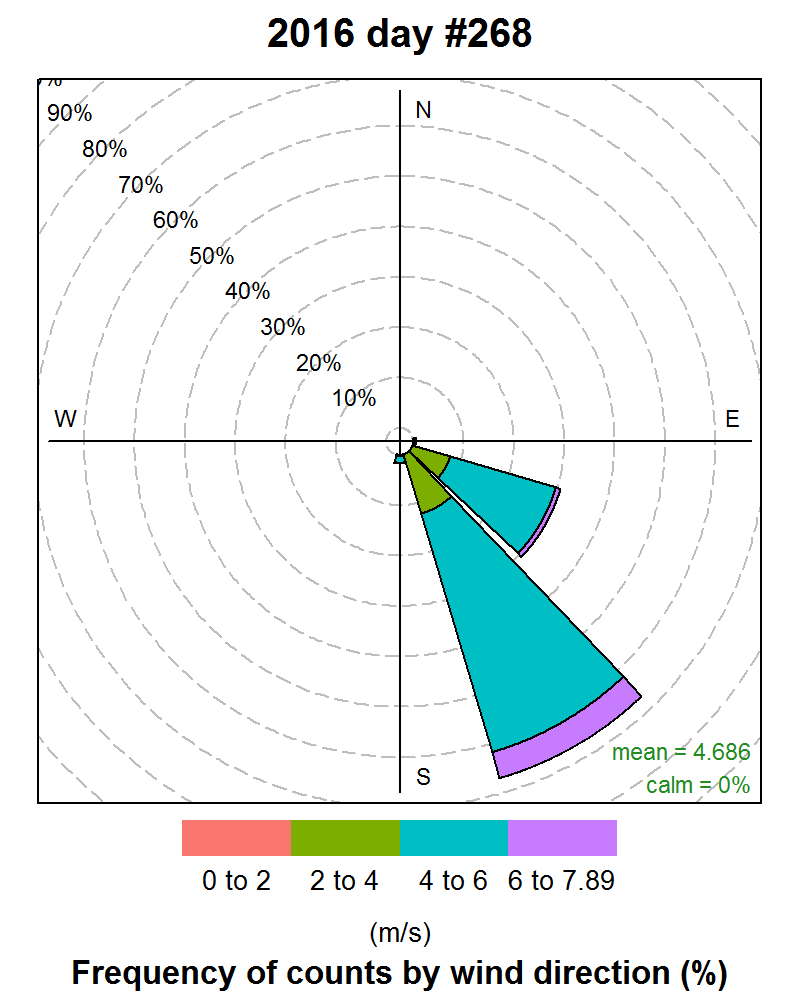 2016 day #268
%
90%
80%
70%
60%
50%
40%
30%
20%
10%
N
W
E
S
mean = 4.686
calm = 0%
0 to 2 2 to 4 4 to 6 6 to 7.89
(m/s)
Frequency of counts by wind direction (%)